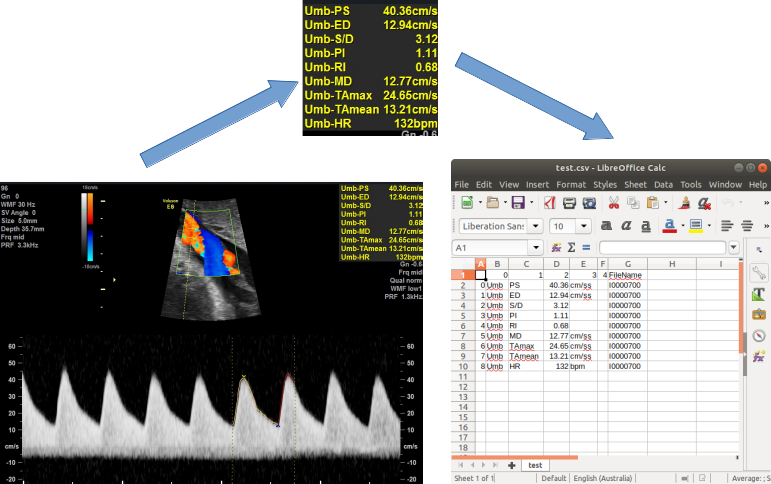 Umb-PS 40.36cm/s
Umb-ED 12.94cm/s
Umb-S/D 3.12
Umb-PI 1.11
Umb-RI 0.68
Umb-MD 12.77cm/s
Umb-TAmax 24.65cm/s
Umb-TAmean 13.21cm/s
Umb-HR 132bpm
Gn -0.6
96
Gn 0
WMF 30 Hz
SV Angle 0
Size 5.0mm
Depth 35.7mm
Frq mid
PRF 3.3kHz
18cm/s
-18cm/s
Voluson
E8
Umb-PS 40.36cm/s
Umb-ED 12.94cm/s
Umb-S/D 3.12
Umb-PI 1.11
Umb-RI 0.68
Umb-MD 12.77cm/s
Umb-TAmax 24.65cm/s
Umb-TAmean 13.21cm/s
Umb-HR 132bpm
Gn -0.6
Frq mid
Qual norm
WMF low1
PRF 1.3kHz
60 60
50 50
40 40
30 30
20 20
10 10
cm/s cm/s
-10 -10
-20 -20
test.csv - LibreOffice Calc
File Edit View Insert Format Styles Sheet Data Tools Window Help
Liberation Sans 10
A1
A B C D E F G H I
1 0 1 2 3 4 FileName
2 0 Umb PS 40.36 cm/ss I0000700
3 1 Umb ED 12.94 cm/ss I0000700
4 2 Umb S/D 3.12 I0000700
5 3 Umb PI 1.11 I0000700
6 4 Umb RI 0.68 I0000700
7 5 Umb MD 12.77 cm/ss I0000700
8 6 Umb TAmax 24.65 cm/ss I0000700
9 7 Umb TAmean 13.21 cm/ss I0000700
10 8 Umb HR 132 bpm I0000700
11
12
13
14
15
16
17
18
test
Sheet 1 of 1 Default English (Australia) Average: ; S